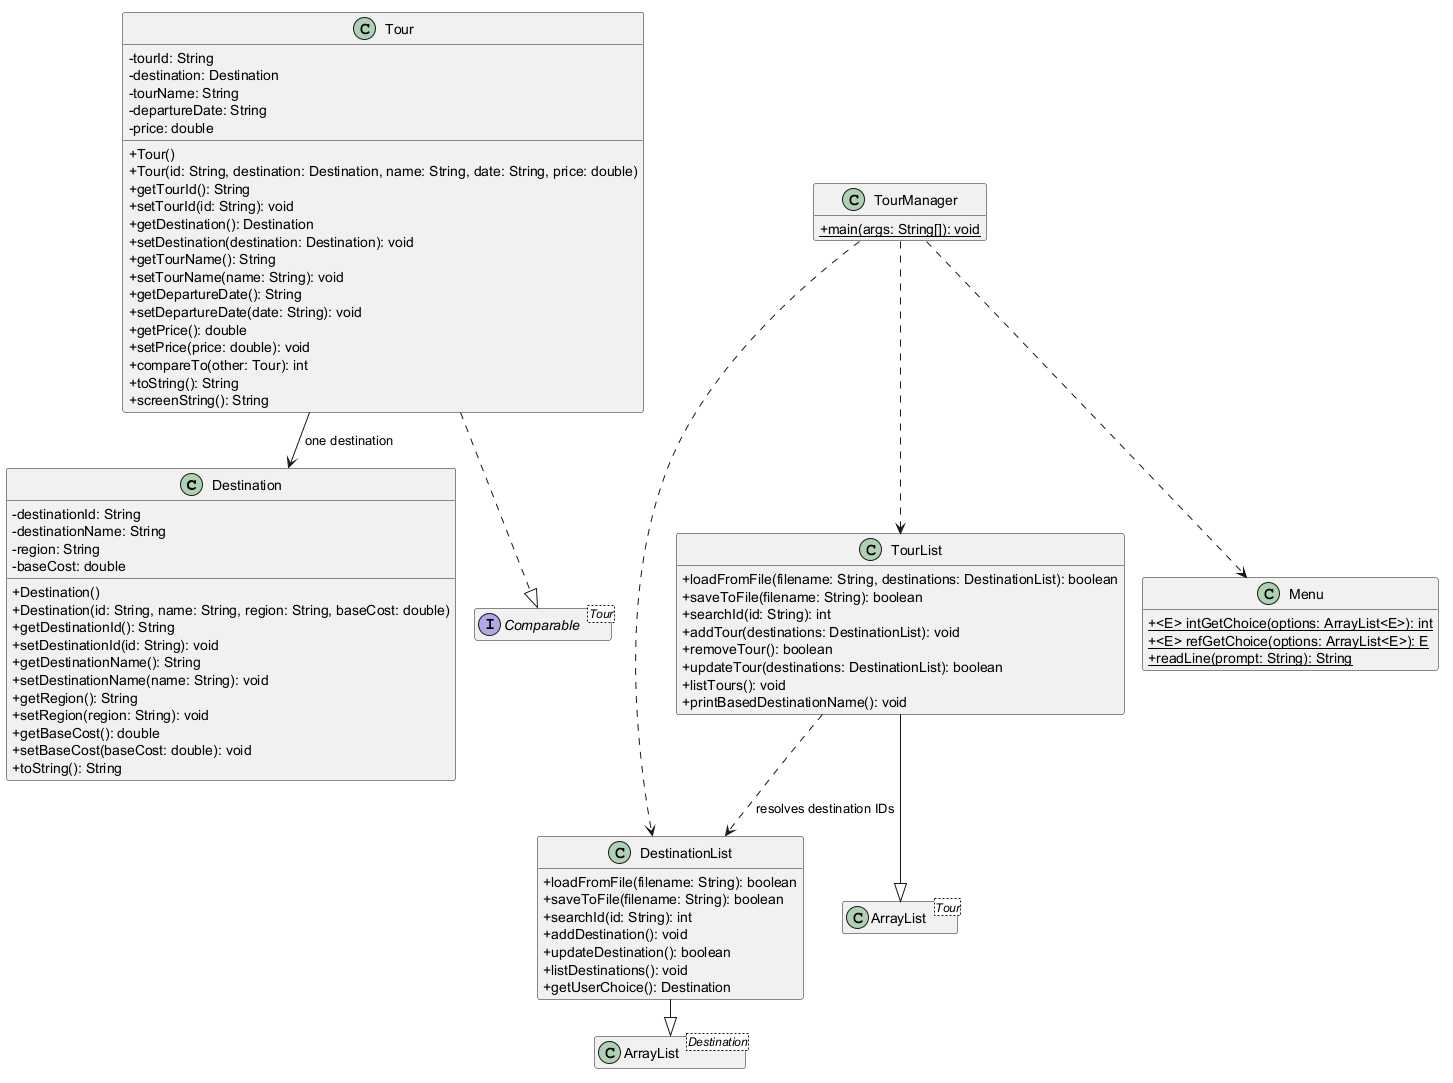 C Tour
-tourId: String
-destination: Destination
-tourName: String
-departureDate: String
-price: double
+Tour()
+Tour(id: String, destination: Destination, name: String, date: String, price: double)
+getTourId(): String
+setTourId(id: String): void
+getDestination(): Destination
+setDestination(destination: Destination): void
+getTourName(): String
+setTourName(name: String): void
+getDepartureDate(): String
+setDepartureDate(date: String): void
+getPrice(): double
+setPrice(price: double): void
+compareTo(other: Tour): int
+toString(): String
+screenString(): String
C TourManager
+main(args: String[]): void
one destination
C Destination
-destinationId: String
-destinationName: String
-region: String
-baseCost: double
+Destination()
+Destination(id: String, name: String, region: String, baseCost: double)
+getDestinationId(): String
+setDestinationId(id: String): void
+getDestinationName(): String
+setDestinationName(name: String): void
+getRegion(): String
+setRegion(region: String): void
+getBaseCost(): double
+setBaseCost(baseCost: double): void
+toString(): String
I Comparable
Tour
C TourList
+loadFromFile(filename: String, destinations: DestinationList): boolean
+saveToFile(filename: String): boolean
+searchId(id: String): int
+addTour(destinations: DestinationList): void
+removeTour(): boolean
+updateTour(destinations: DestinationList): boolean
+listTours(): void
+printBasedDestinationName(): void
C Menu
+<E> intGetChoice(options: ArrayList<E>): int
+<E> refGetChoice(options: ArrayList<E>): E
+readLine(prompt: String): String
resolves destination IDs
C DestinationList
+loadFromFile(filename: String): boolean
+saveToFile(filename: String): boolean
+searchId(id: String): int
+addDestination(): void
+updateDestination(): boolean
+listDestinations(): void
+getUserChoice(): Destination
C ArrayList
Tour
C ArrayList
Destination